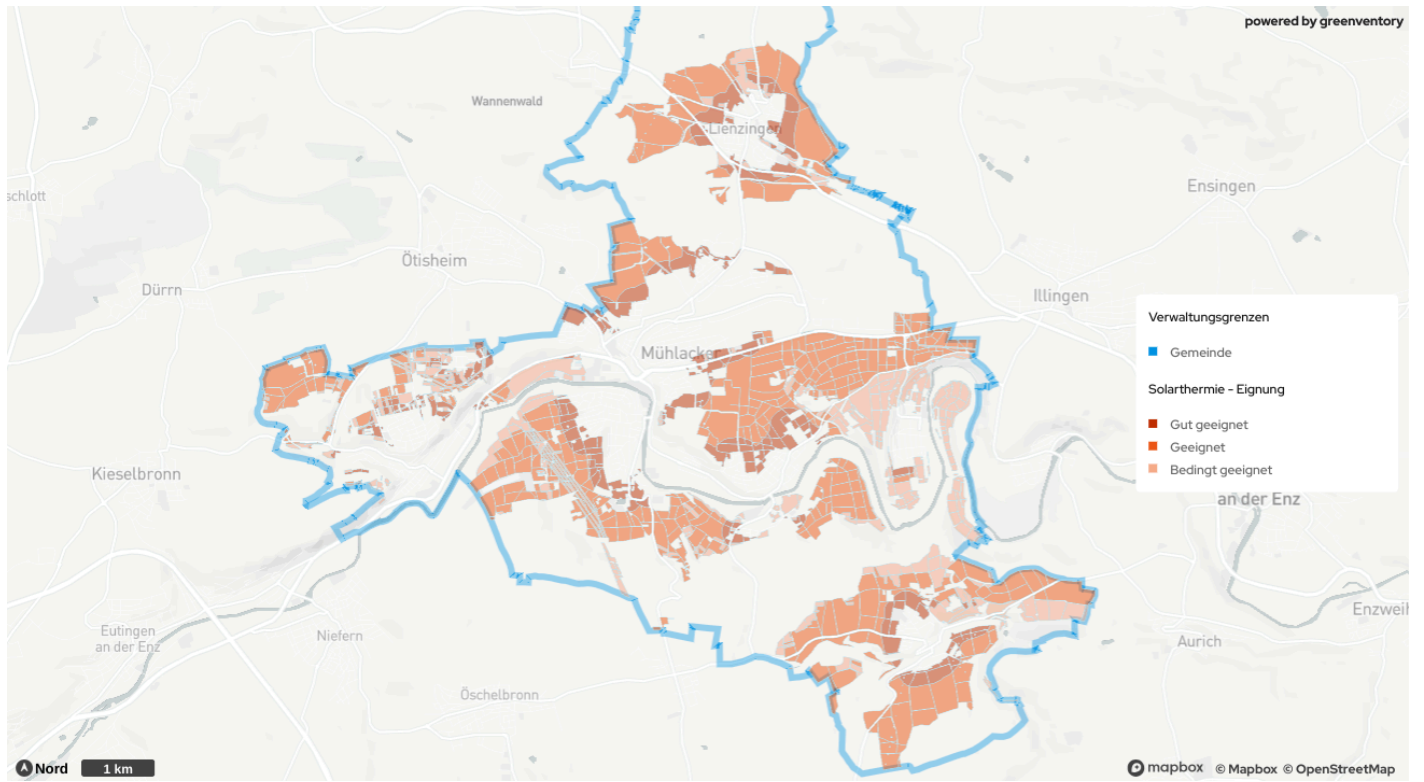 powered by greenventory
Wannenwald
Lienzingen
schlott
Ensingen
Ötisheim
Dürrn
Illingen
Verwaltungsgrenzen
Gemeinde
Mühlacker
Solarthermie - Eignung
Gut geeignet
Geeignet
Bedingt geeignet
Kieselbronn
an der Enz
Enzweih
Eutingen
an der Enz
Niefern
Aurich
Öschelbronn
Nord
1 km
mapbox © Mapbox © OpenStreetMap